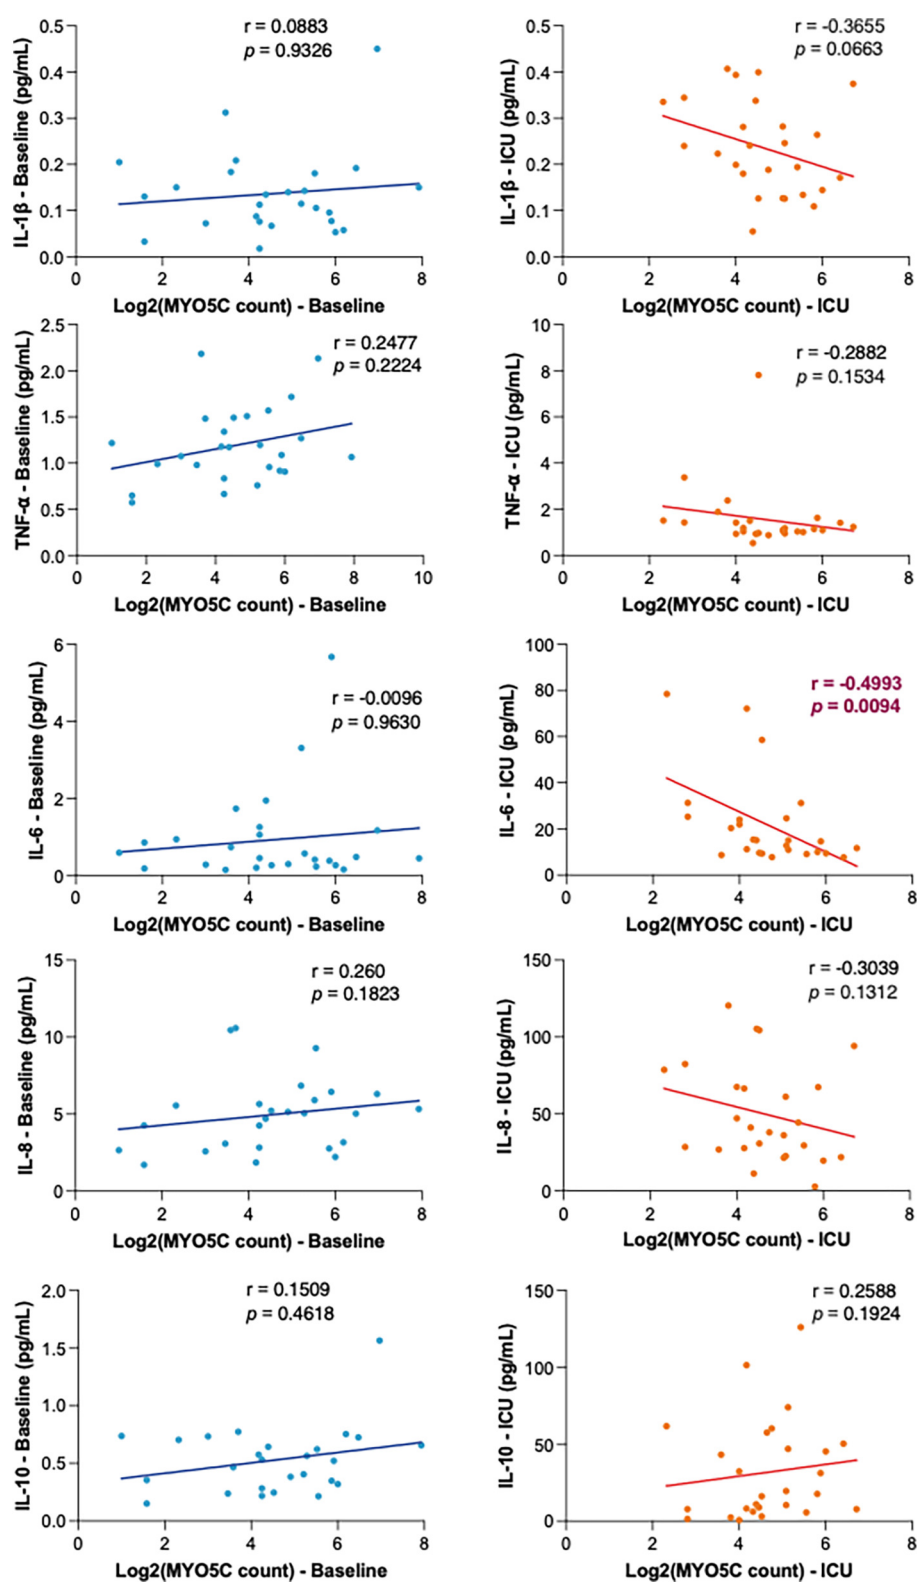 r = 0.0883
p = 0.9326
IL-1β - Baseline (pg/mL)
0.5
0.4
0.3
0.2
0.1
0.0
0 2 4 6 8
Log2(MYO5C count) - Baseline
r = -0.3655
p = 0.0663
IL-1β - ICU (pg/mL)
0.5
0.4
0.3
0.2
0.1
0.0
0 2 4 6 8
Log2(MYO5C count) - ICU
r = 0.2477
p = 0.2224
TNF-α - Baseline (pg/mL)
2.5
2.0
1.5
1.0
0.5
0.0
0 2 4 6 8 10
Log2(MYO5C count) - Baseline
r = -0.2882
p = 0.1534
TNF-α - ICU (pg/mL)
10
8
6
4
2
0
0 2 4 6 8
Log2(MYO5C count) - ICU
r = -0.0096
p = 0.9630
IL-6 - Baseline (pg/mL)
6
4
2
0
0 2 4 6 8
Log2(MYO5C count) - Baseline
r = -0.4993
p = 0.0094
IL-6 - ICU (pg/mL)
100
80
60
40
20
0
0 2 4 6 8
Log2(MYO5C count) - ICU
r = 0.260
p = 0.1823
IL-8 - Baseline (pg/mL)
15
10
5
0
0 2 4 6 8
Log2(MYO5C count) - Baseline
r = -0.3039
p = 0.1312
IL-8 - ICU (pg/mL)
150
100
50
0
0 2 4 6 8
Log2(MYO5C count) - ICU
r = 0.1509
p = 0.4618
IL-10 - Baseline (pg/mL)
2.0
1.5
1.0
0.5
0.0
0 2 4 6 8
Log2(MYO5C count) - Baseline
r = 0.2588
p = 0.1924
IL-10 - ICU (pg/mL)
150
100
50
0
0 2 4 6 8
Log2(MYO5C count) - ICU